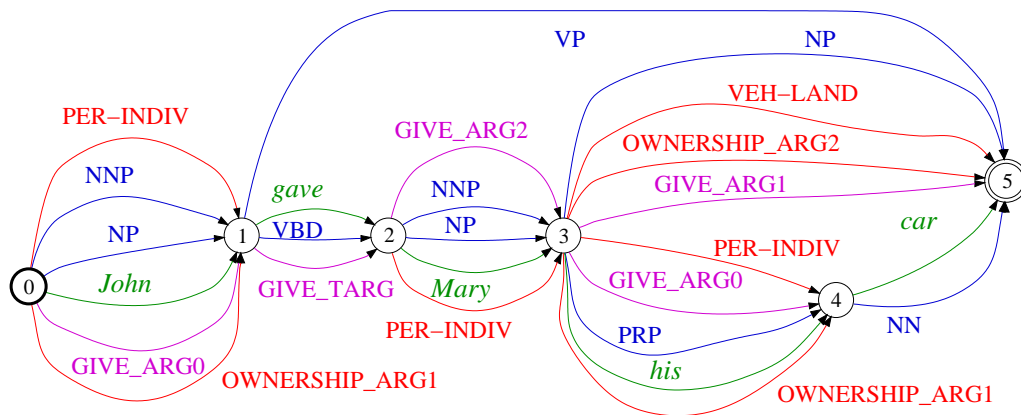 VP
NP
VEH−LAND
PER−INDIV
GIVE_ARG2
OWNERSHIP_ARG2
NNP
gave
NNP
GIVE_ARG1
5
NP
1
VBD
2
NP
3
car
PER−INDIV
0
John
GIVE_TARG
Mary
GIVE_ARG0
4
PER−INDIV
PRP
NN
GIVE_ARG0
his
OWNERSHIP_ARG1
OWNERSHIP_ARG1